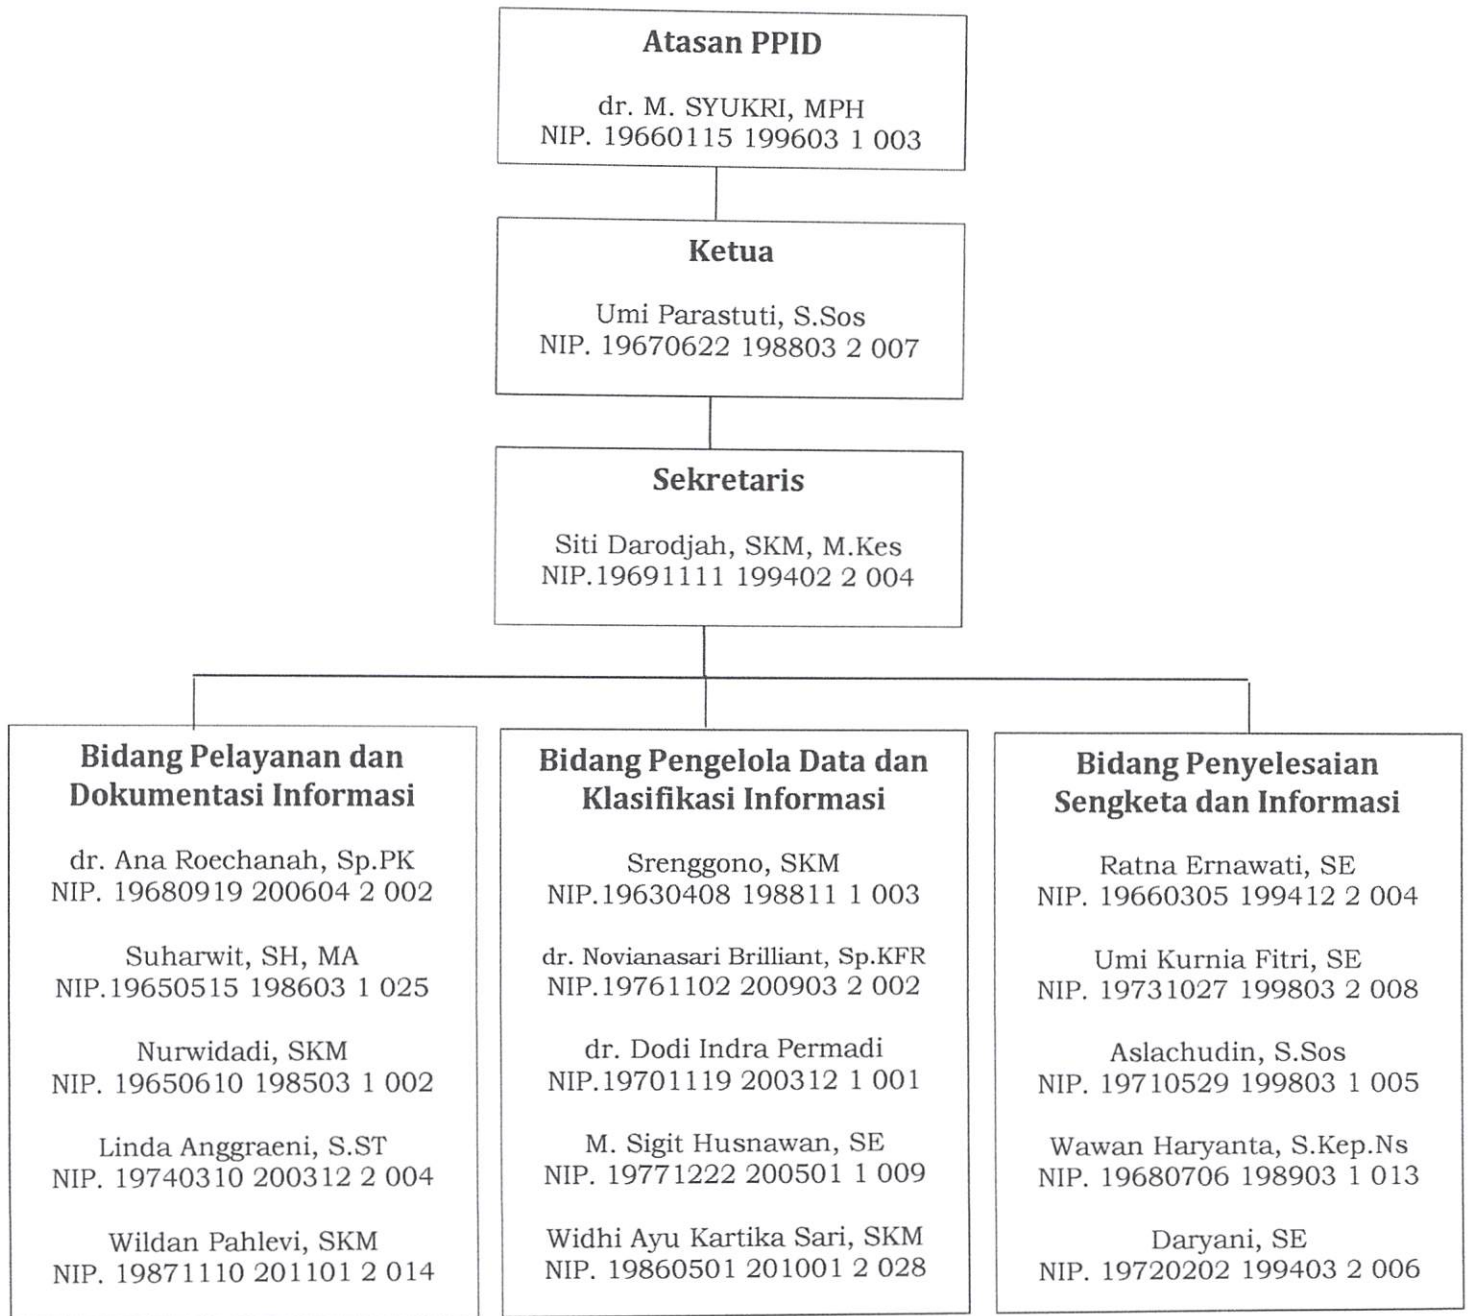 Atasan PPID
dr. M. SYUKRI, MPH
NIP. 19660115 199603 1 003
Ketua
Umi Parastuti, S.Sos
NIP. 19670622 198803 2 007
Sekretaris
Siti Darodjah, SKM, M.Kes
NIP.19691111 199402 2 004
Bidang Pelayanan dan
Dokumentasi Informasi
dr. Ana Roechanah, Sp.PK
NIP. 19680919 200604 2 002
Suharwit, SH, MA
NIP.19650515 198603 1 025
Nurwidadi, SKM
NIP. 19650610 198503 1 002
Linda Anggraeni, S.ST
NIP. 19740310 200312 2 004
Wildan Pahlevi, SKM
NIP. 19871110 201101 2 014
Bidang Pengelola Data dan
Klasifikasi Informasi
Srenggono, SKM
NIP.19630408 198811 1 003
dr. Novianasari Brilliant, Sp.KFR
NIP.19761102 200903 2 002
dr. Dodi Indra Permadi
NIP.19701119 200312 1 001
M. Sigit Husnawan, SE
NIP. 19771222 200501 1 009
Widhi Ayu Kartika Sari, SKM
NIP. 19860501 201001 2 028
Bidang Penyelesaian
Sengketa dan Informasi
Ratna Ernawati, SE
NIP. 19660305 199412 2 004
Umi Kurnia Fitri, SE
NIP. 19731027 199803 2 008
Aslachudin, S.Sos
NIP. 19710529 199803 1 005
Wawan Haryanta, S.Kep.Ns
NIP. 19680706 198903 1 013
Daryani, SE
NIP. 19720202 199403 2 006